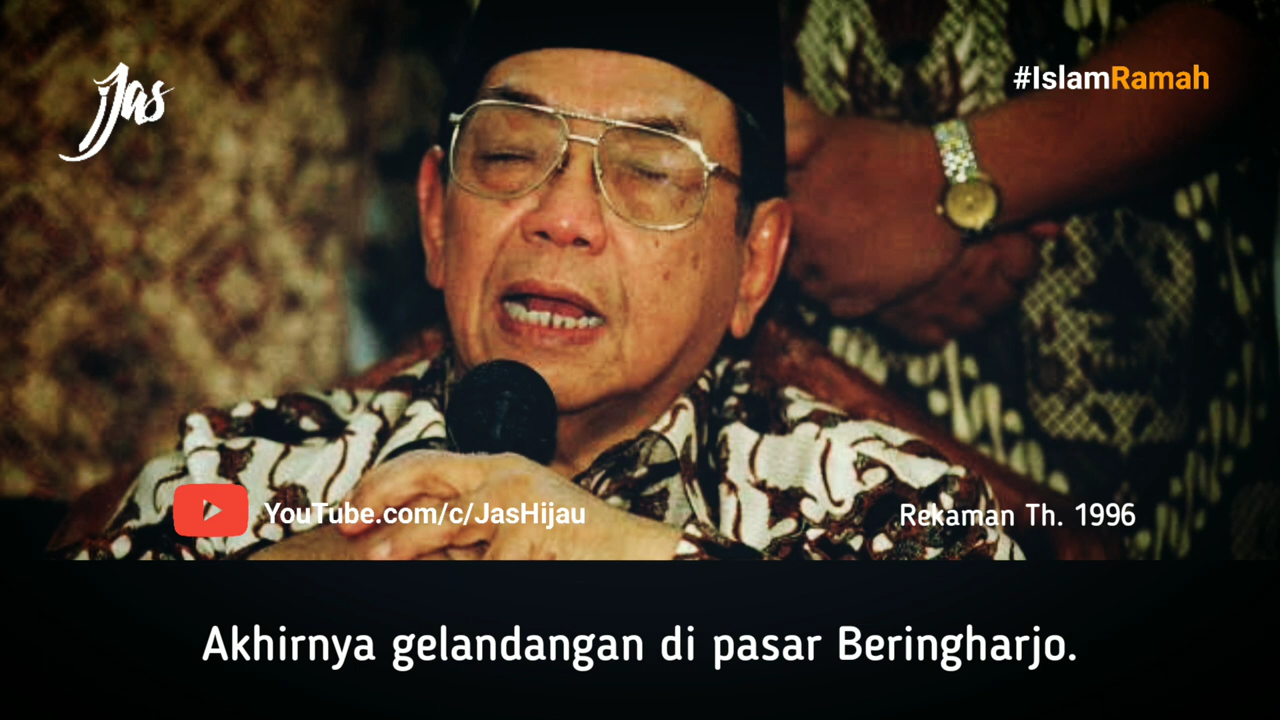 Jas
#IslamRamah
YouTube.com/c/JasHijau
Rekaman Th. 1996
Akhirnya gelandangan di pasar Beringharjo.